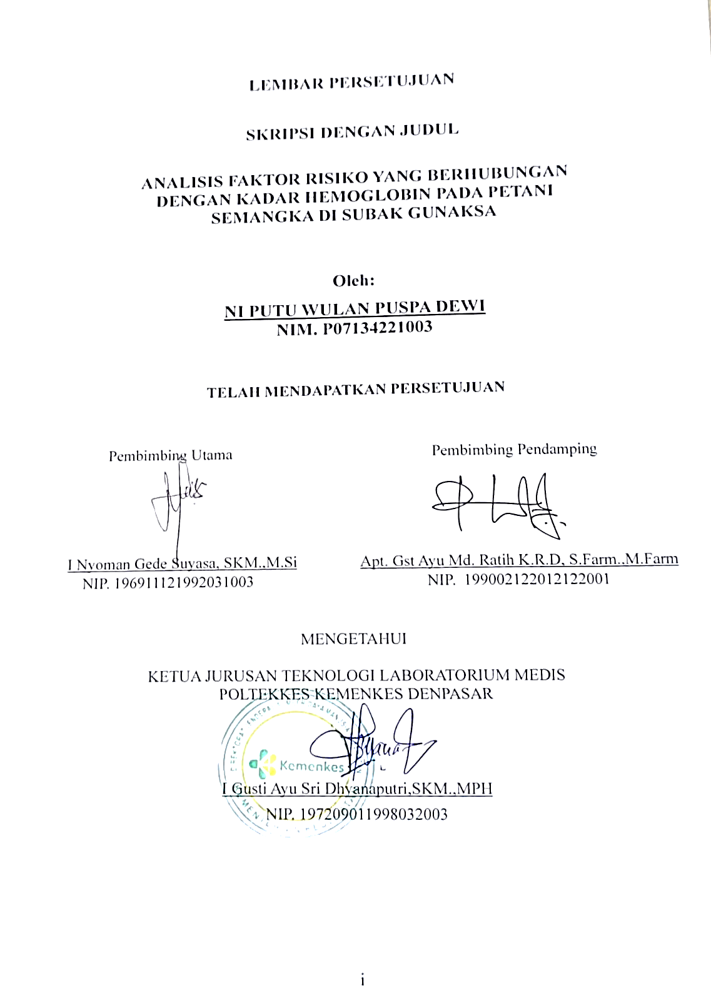 LEMBAR PERSETUJUAN
SKRIPSI DENGAN JUDUL
ANALISIS FAKTOR RISIKO YANG BERHUBUNGAN
DENGAN KADAR HEMOGLOBIN PADA PETANI
SEMANGKA DI SUBAK GUNAKSA
Oleh:
NI PUTU WULAN PUSPA DEWI
NIM. P07134221003
TELAH MENDAPATKAN PERSETUJUAN
Pembimbing Utama
I Nyoman Gede Suyasa, SKM.,M.Si
NIP. 196911121992031003
Pembimbing Pendamping
Apt. Gst Ayu Md. Ratih K.R.D, S.Farm.,M.Farm
NIP. 199002122012122001
MENGETAHUI
KETUA JURUSAN TEKNOLOGI LABORATORIUM MEDIS
POLTEKKES KEMENKES DENPASAR
Kemenkes
I Gusti Ayu Sri Dhyanaputri,SKM.,MPH
NIP. 197209011998032003
i